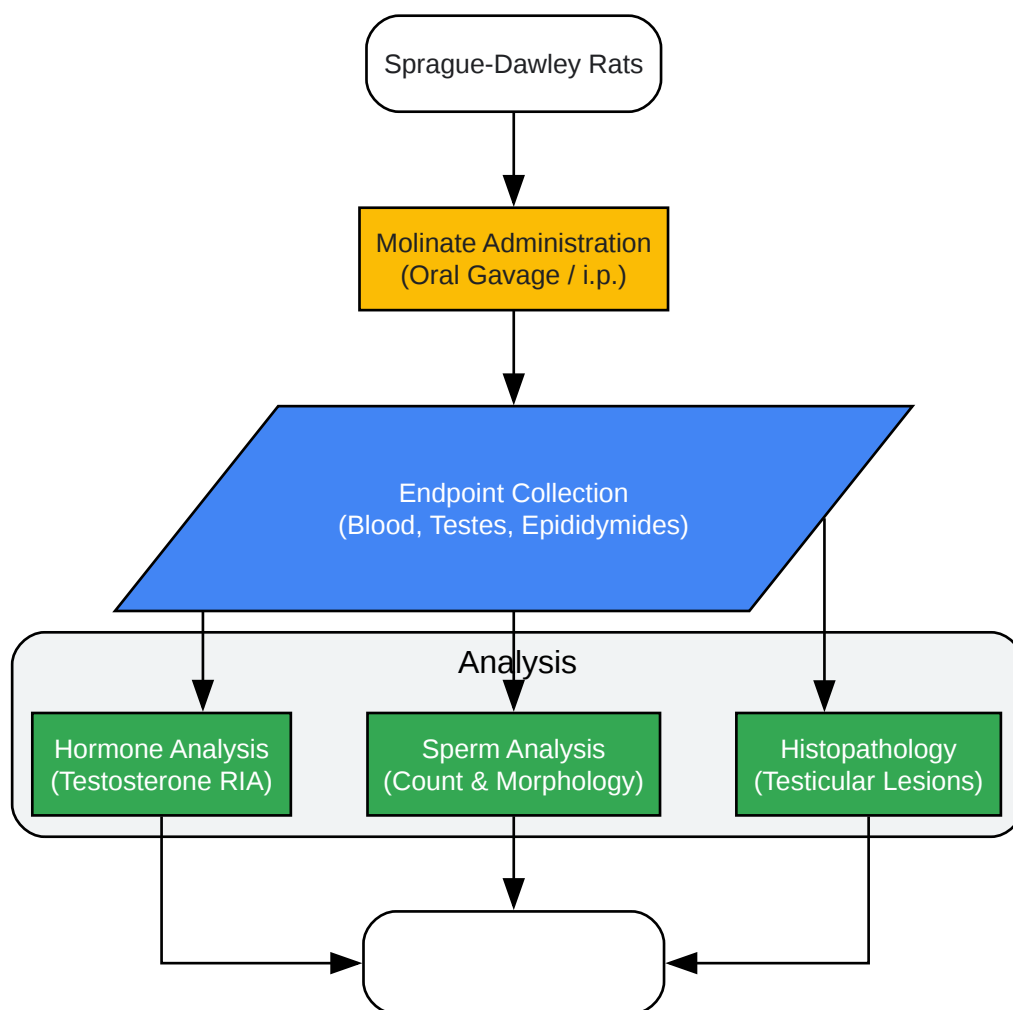 Sprague-Dawley Rats
Molinate Administration
(Oral Gavage / i.p.)
Endpoint Collection
(Blood, Testes, Epididymides)
Analysis
Hormone Analysis
(Testosterone RIA)
Sperm Analysis
(Count & Morphology)
Histopathology
(Testicular Lesions)